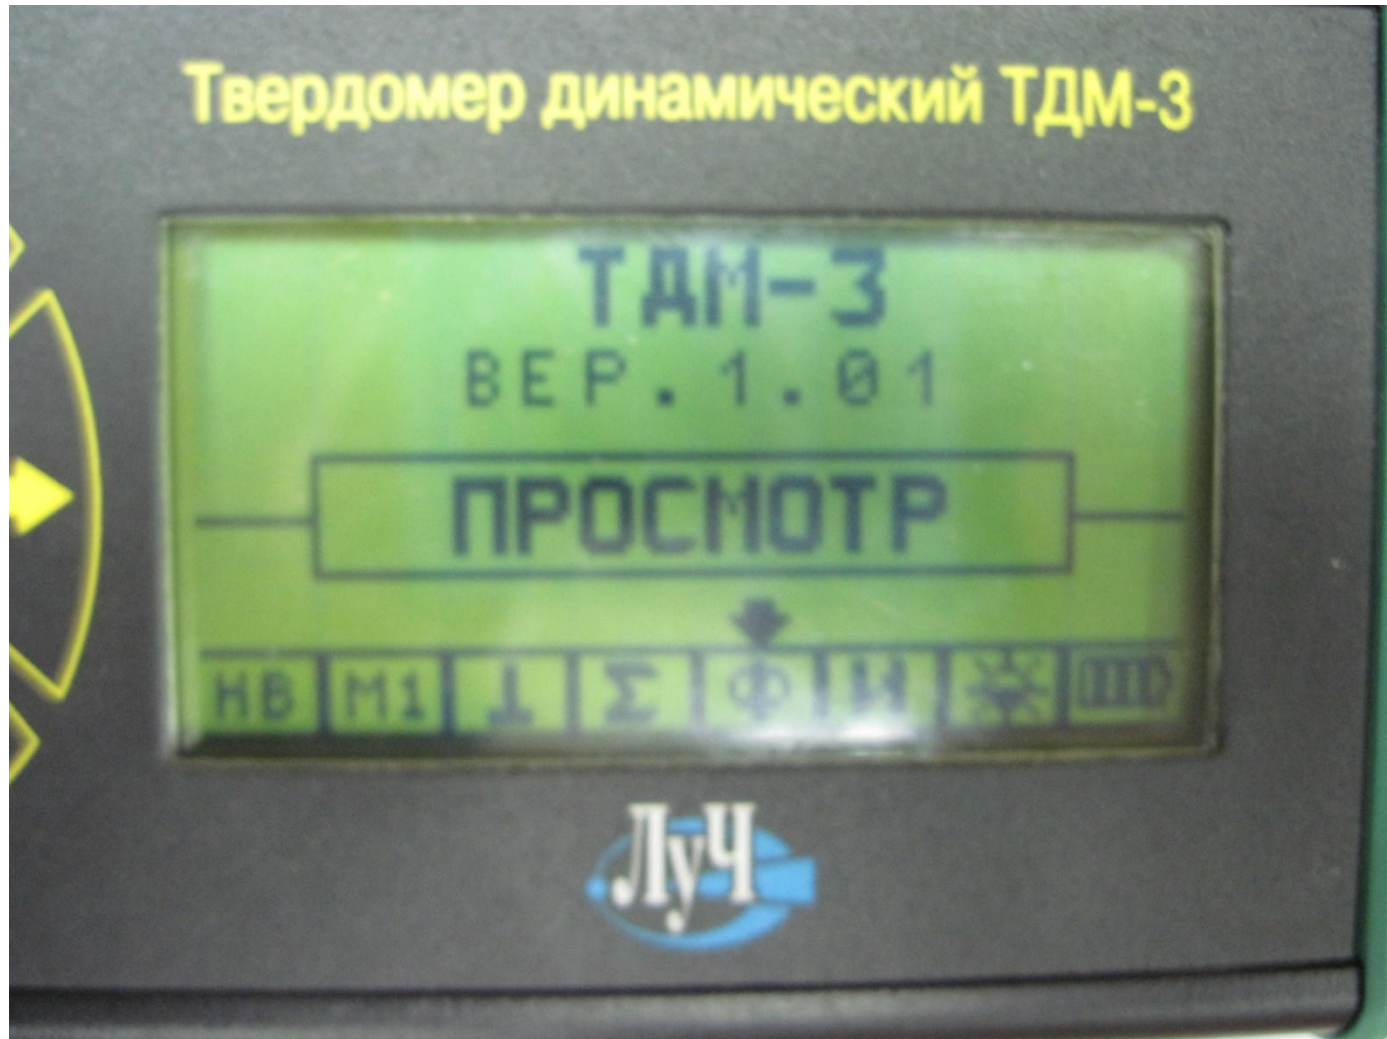 Твердомер динамический ТДМ-3
ТДМ-3
ВЕР.1.01
ПРОСМОТР
НВ М1 ⊥ Σ Ф И
Луч